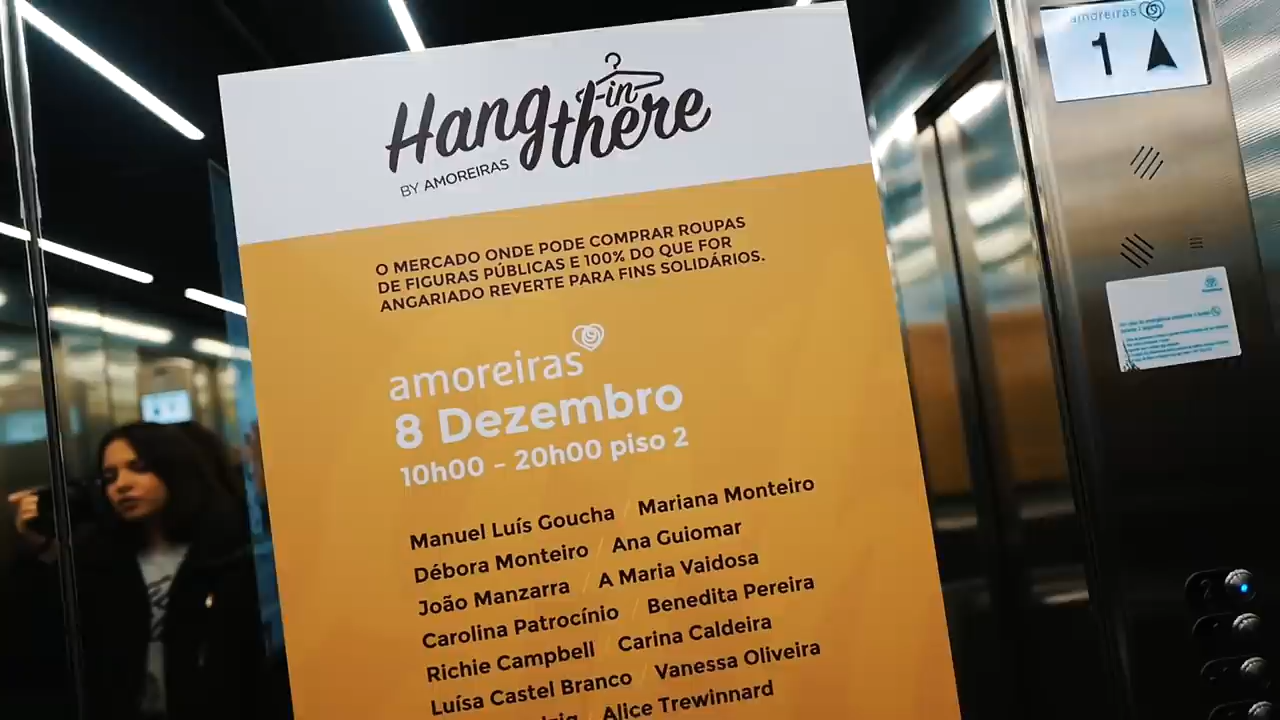 Hang in there
BY AMOREIRAS
O MERCADO ONDE PODE COMPRAR ROUPAS
DE FIGURAS PÚBLICAS E 100% DO QUE FOR
ANGARIADO REVERTE PARA FINS SOLIDÁRIOS.
amoreiras
8 Dezembro
10h00 - 20h00 piso 2
Manuel Luís Goucha / Mariana Monteiro
Débora Monteiro / Ana Guiomar
João Manzarra / A Maria Vaidosa
Carolina Patrocínio / Benedita Pereira
Richie Campbell / Carina Caldeira
Luísa Castel Branco / Vanessa Oliveira
Alice Trewinnard
amoreiras
1
2